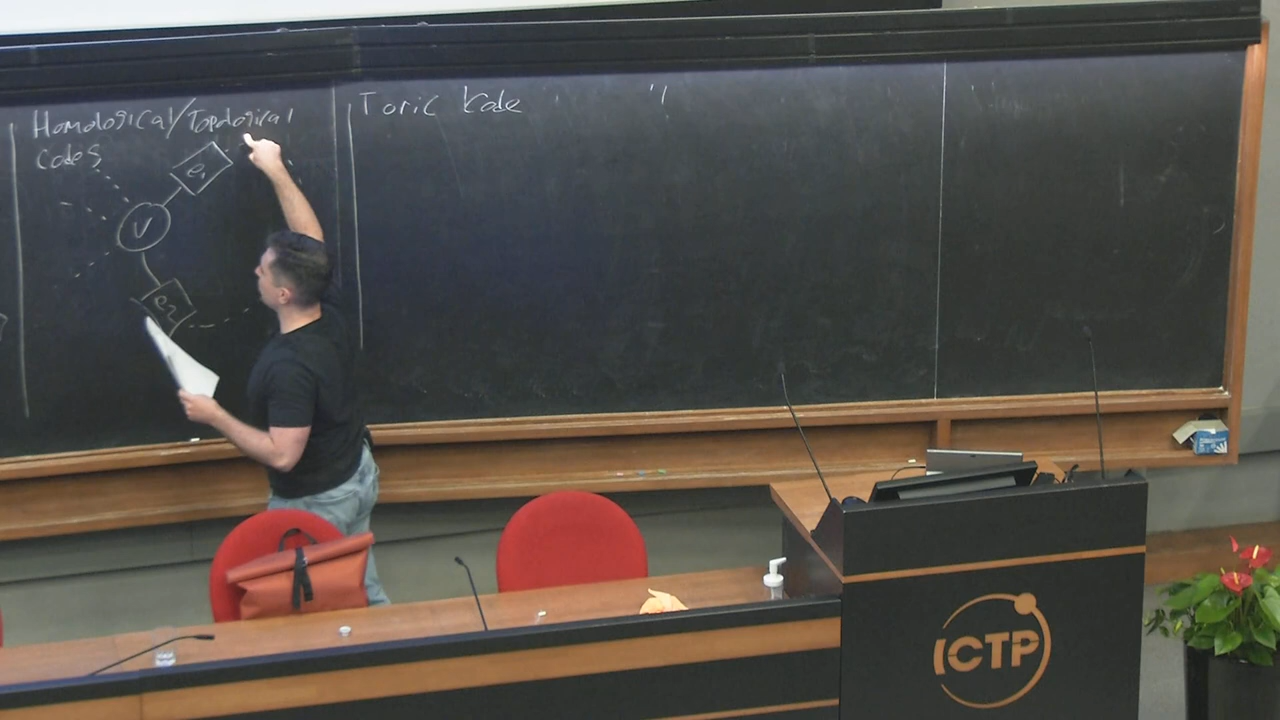 Homological/Topological
Codes
e₁
V
e₂
Toric Code
ICTP